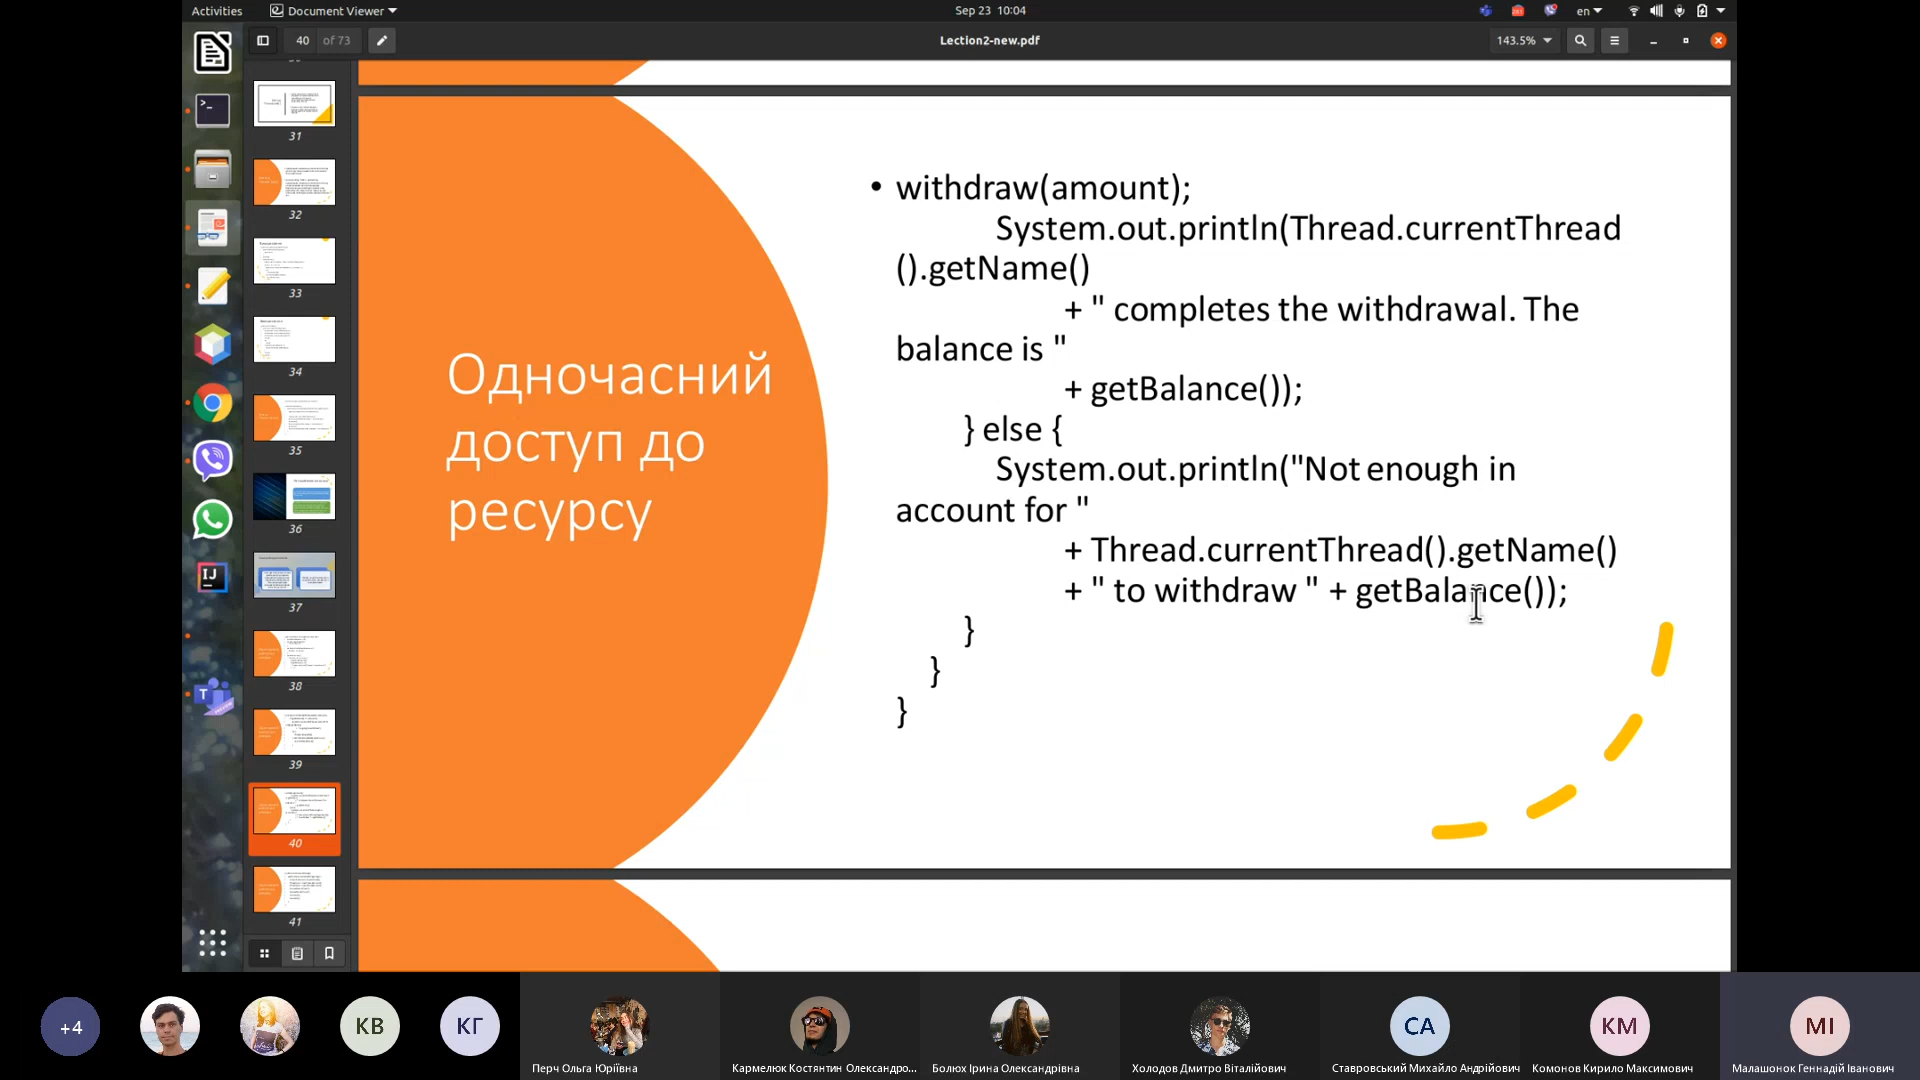 Activities
Document Viewer
Sep 23 10:04
en
40 of 73
Lection2-new.pdf
143.5%
31
32
33
34
35
36
37
38
39
40
41
Одночасний
доступ до
ресурсу
• withdraw(amount);
System.out.println(Thread.currentThread
().getName()
+ " completes the withdrawal. The
balance is "
+ getBalance());
} else {
System.out.println("Not enough in
account for "
+ Thread.currentThread().getName()
+ " to withdraw " + getBalance());
}
}
}
+4
КВ
КГ
СА
КМ
МІ
Перч Ольга Юріївна
Кармелюк Костянтин Олександро...
Болюх Ірина Олександрівна
Холодов Дмитро Віталійович
Ставровський Михайло Андрійович
Комонов Кирило Максимович
Малашонок Геннадій Іванович